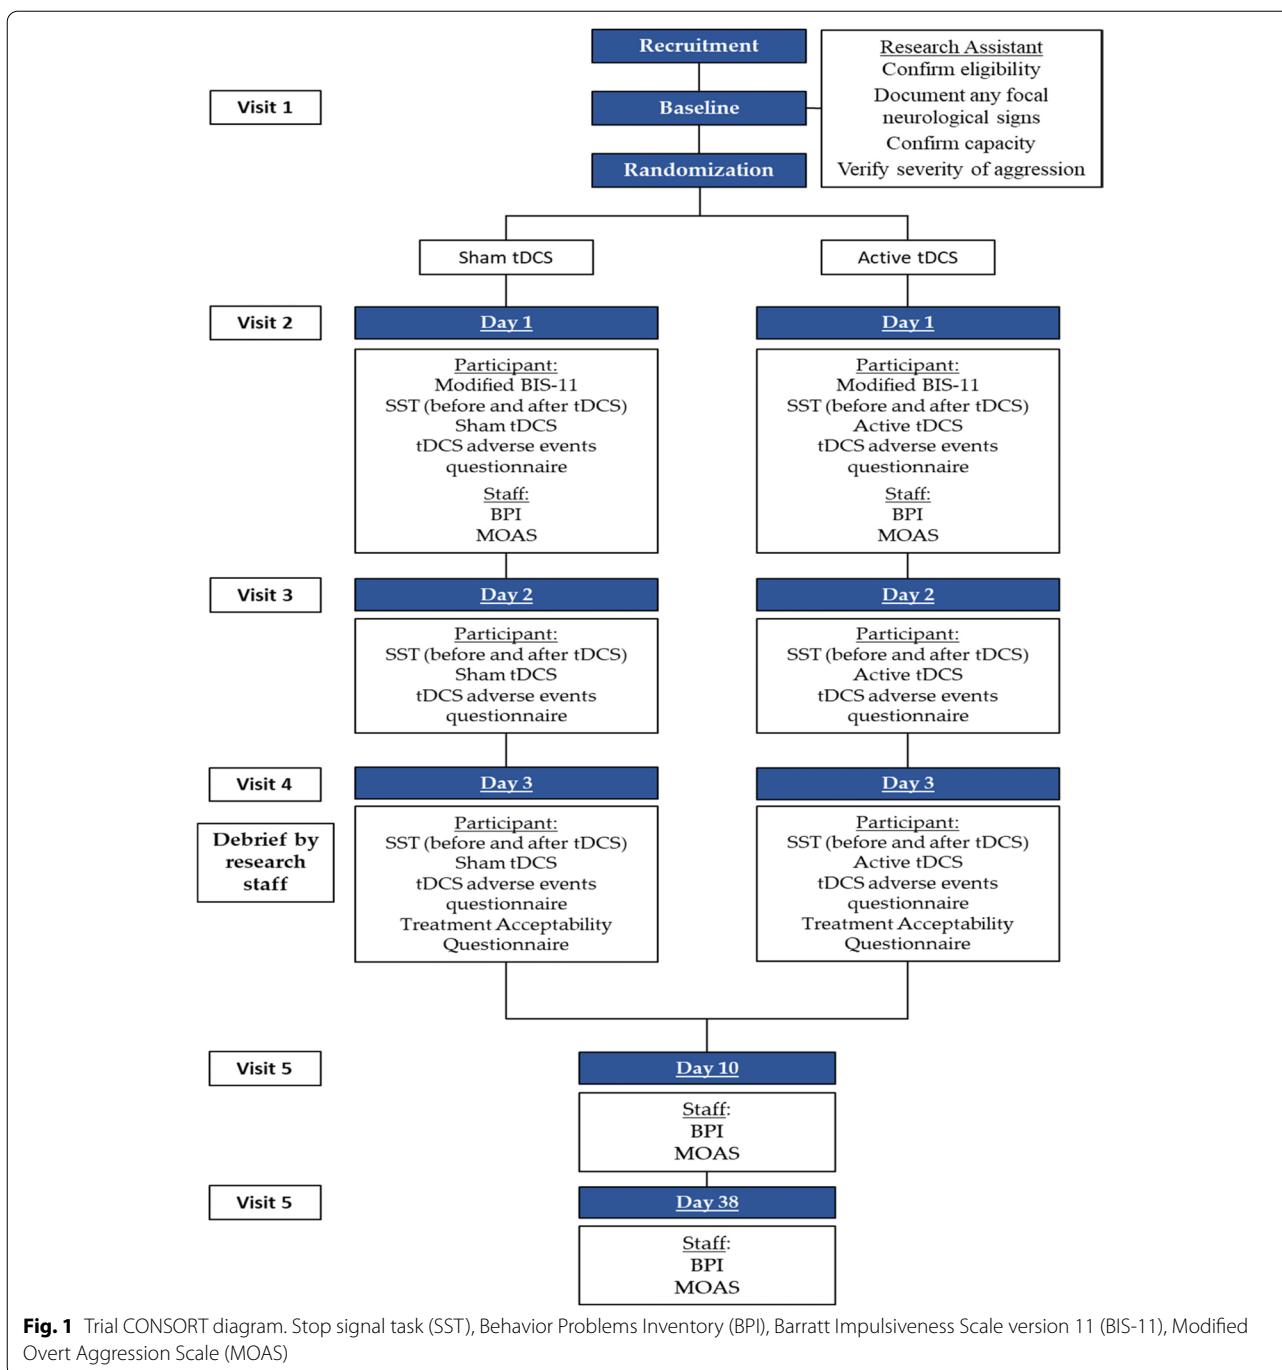 Recruitment
Research Assistant
Confirm eligibility
Document any focal
neurological signs
Confirm capacity
Verify severity of aggression
Visit 1
Baseline
Randomization
Sham tDCS
Active tDCS
Visit 2
Day 1
Participant:
Modified BIS-11
SST (before and after tDCS)
Sham tDCS
tDCS adverse events
questionnaire
Staff:
BPI
MOAS
Day 1
Participant:
Modified BIS-11
SST (before and after tDCS)
Active tDCS
tDCS adverse events
questionnaire
Staff:
BPI
MOAS
Visit 3
Day 2
Participant:
SST (before and after tDCS)
Sham tDCS
tDCS adverse events
questionnaire
Day 2
Participant:
SST (before and after tDCS)
Active tDCS
tDCS adverse events
questionnaire
Visit 4
Debrief by
research
staff
Day 3
Participant:
SST (before and after tDCS)
Sham tDCS
tDCS adverse events
questionnaire
Treatment Acceptability
Questionnaire
Day 3
Participant:
SST (before and after tDCS)
Active tDCS
tDCS adverse events
questionnaire
Treatment Acceptability
Questionnaire
Visit 5
Day 10
Staff:
BPI
MOAS
Visit 5
Day 38
Staff:
BPI
MOAS
Fig. 1 Trial CONSORT diagram. Stop signal task (SST), Behavior Problems Inventory (BPI), Barratt Impulsiveness Scale version 11 (BIS-11), Modified
Overt Aggression Scale (MOAS)